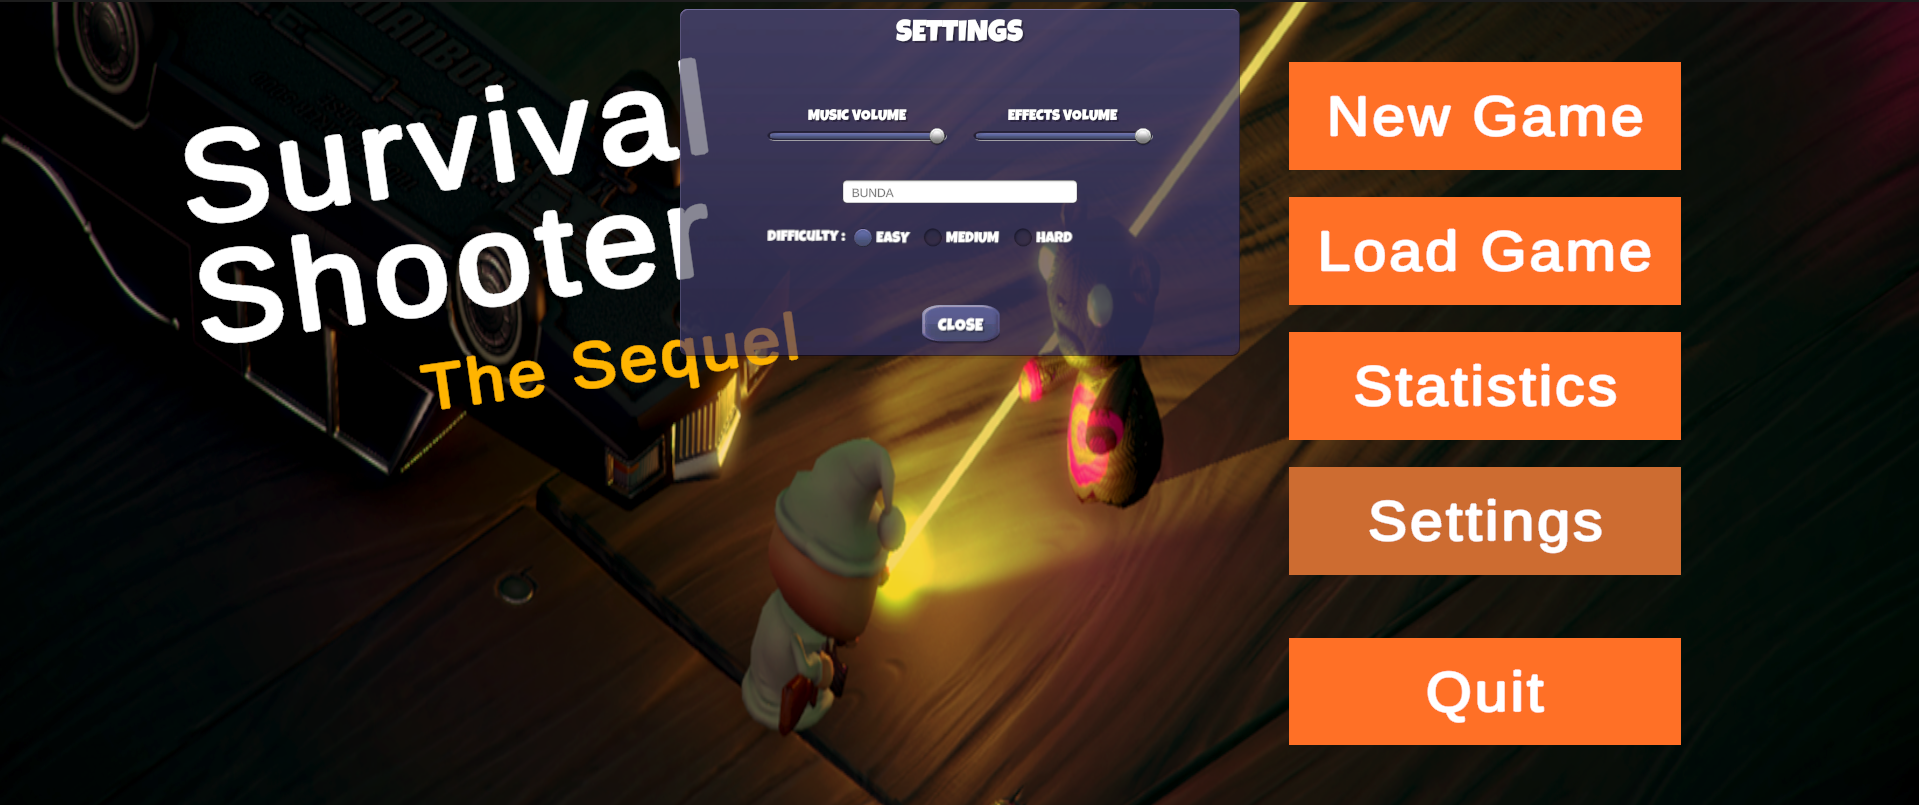 Survival
Shooter
The Sequel
SETTINGS
MUSIC VOLUME
EFFECTS VOLUME
BUNDA
DIFFICULTY : EASY MEDIUM HARD
CLOSE
New Game
Load Game
Statistics
Settings
Quit